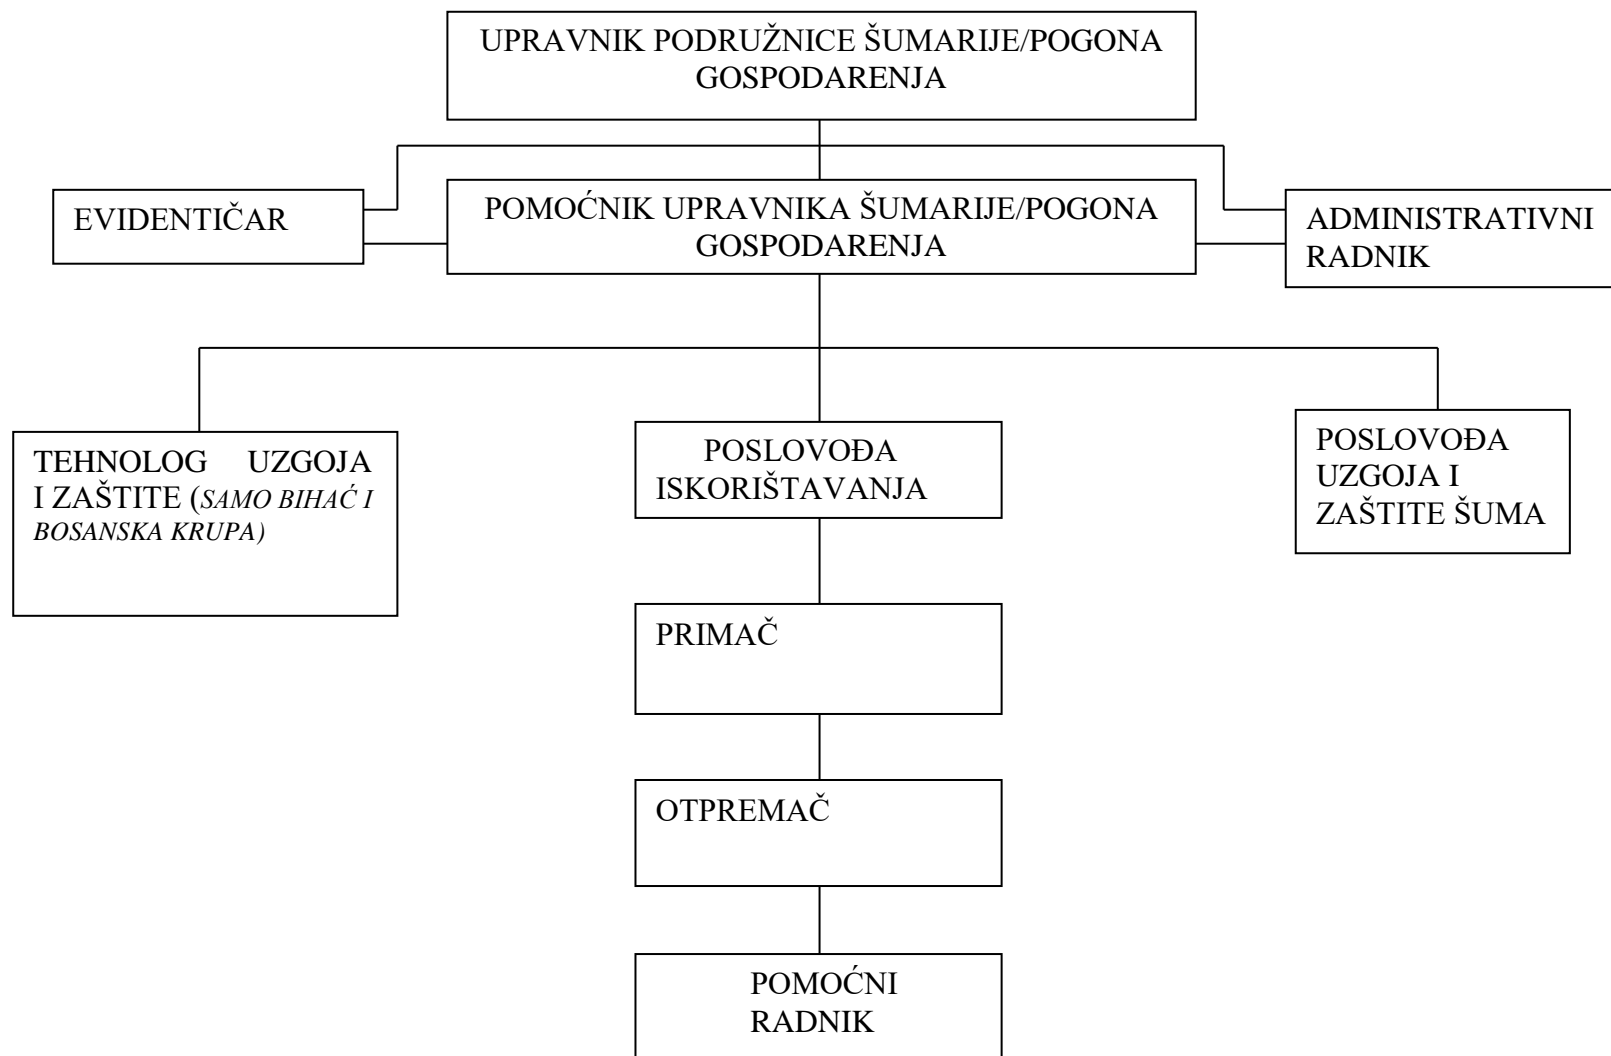 UPRAVNIK PODRUŽNICE ŠUMARIJE/POGONA
GOSPODARENJA
EVIDENTIČAR
POMOĆNIK UPRAVNIKA ŠUMARIJE/POGONA
GOSPODARENJA
ADMINISTRATIVNI
RADNIK
TEHNOLOG UZGOJA
I ZAŠTITE (SAMO BIHAĆ I
BOSANSKA KRUPA)
POSLOVOĐA
ISKORIŠTAVANJA
POSLOVOĐA
UZGOJA I
ZAŠTITE ŠUMA
PRIMAČ
OTPREMAČ
POMOĆNI
RADNIK